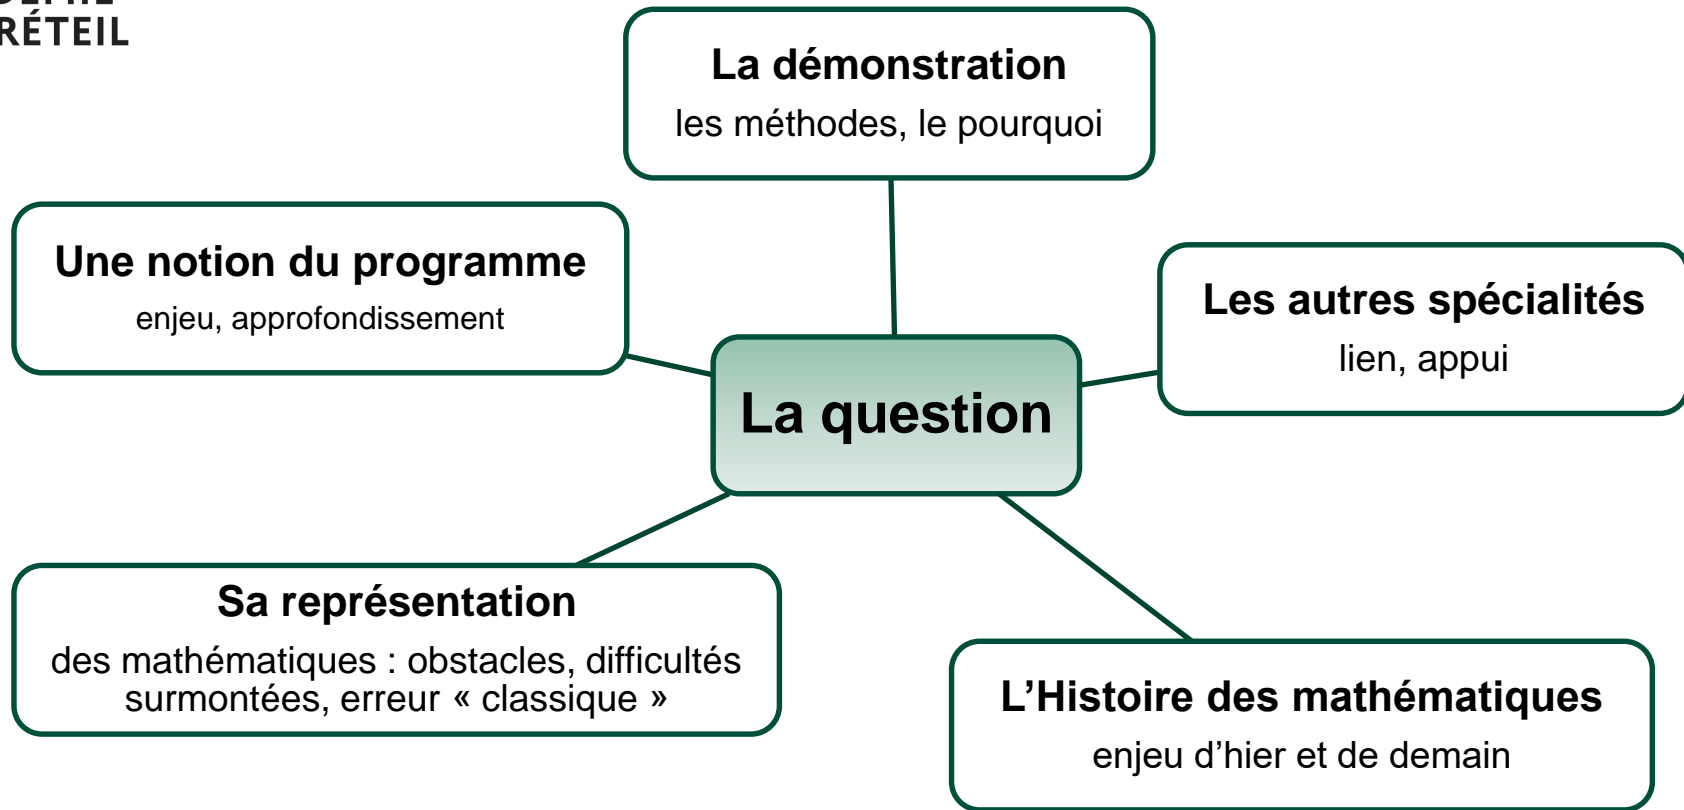 RÉTEIL
La démonstration
les méthodes, le pourquoi
Une notion du programme
enjeu, approfondissement
Les autres spécialités
lien, appui
La question
Sa représentation
des mathématiques : obstacles, difficultés
surmontées, erreur « classique »
L’Histoire des mathématiques
enjeu d’hier et de demain